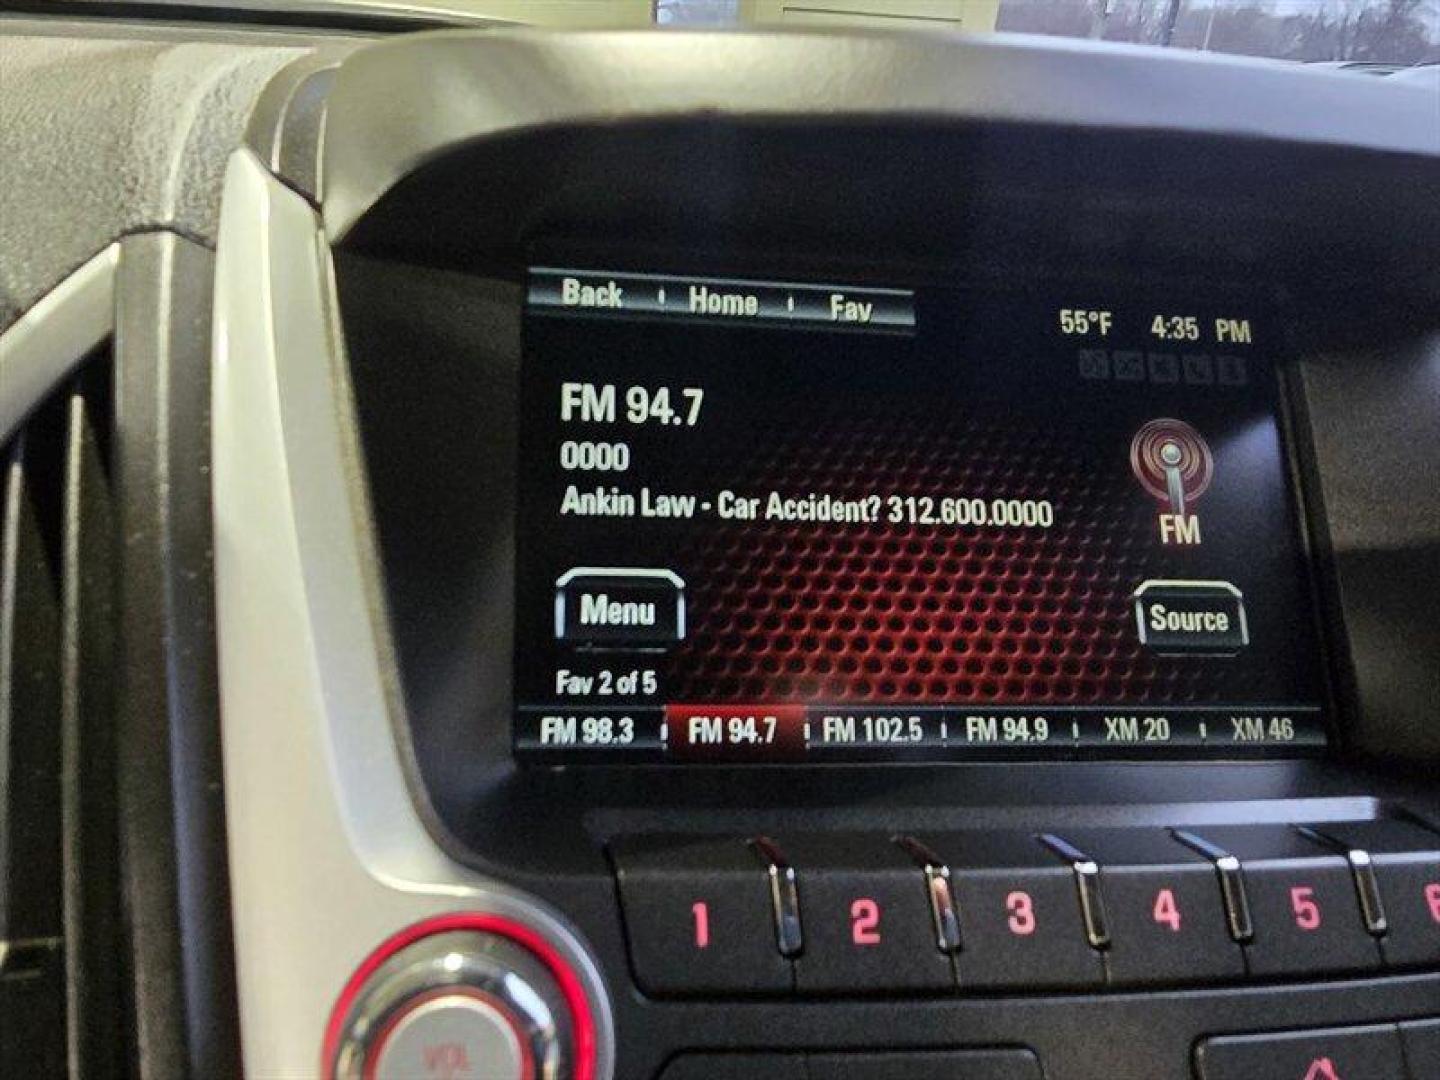 Back Home Fav
55°F 4:35 PM
FM 94.7
0000
Ankin Law - Car Accident? 312.600.0000
FM
Menu
Source
Fav 2 of 5
FM 98.3 FM 94.7 FM 102.5 FM 94.9 XM 20 XM 46
1 2 3 4 5 6
VOL